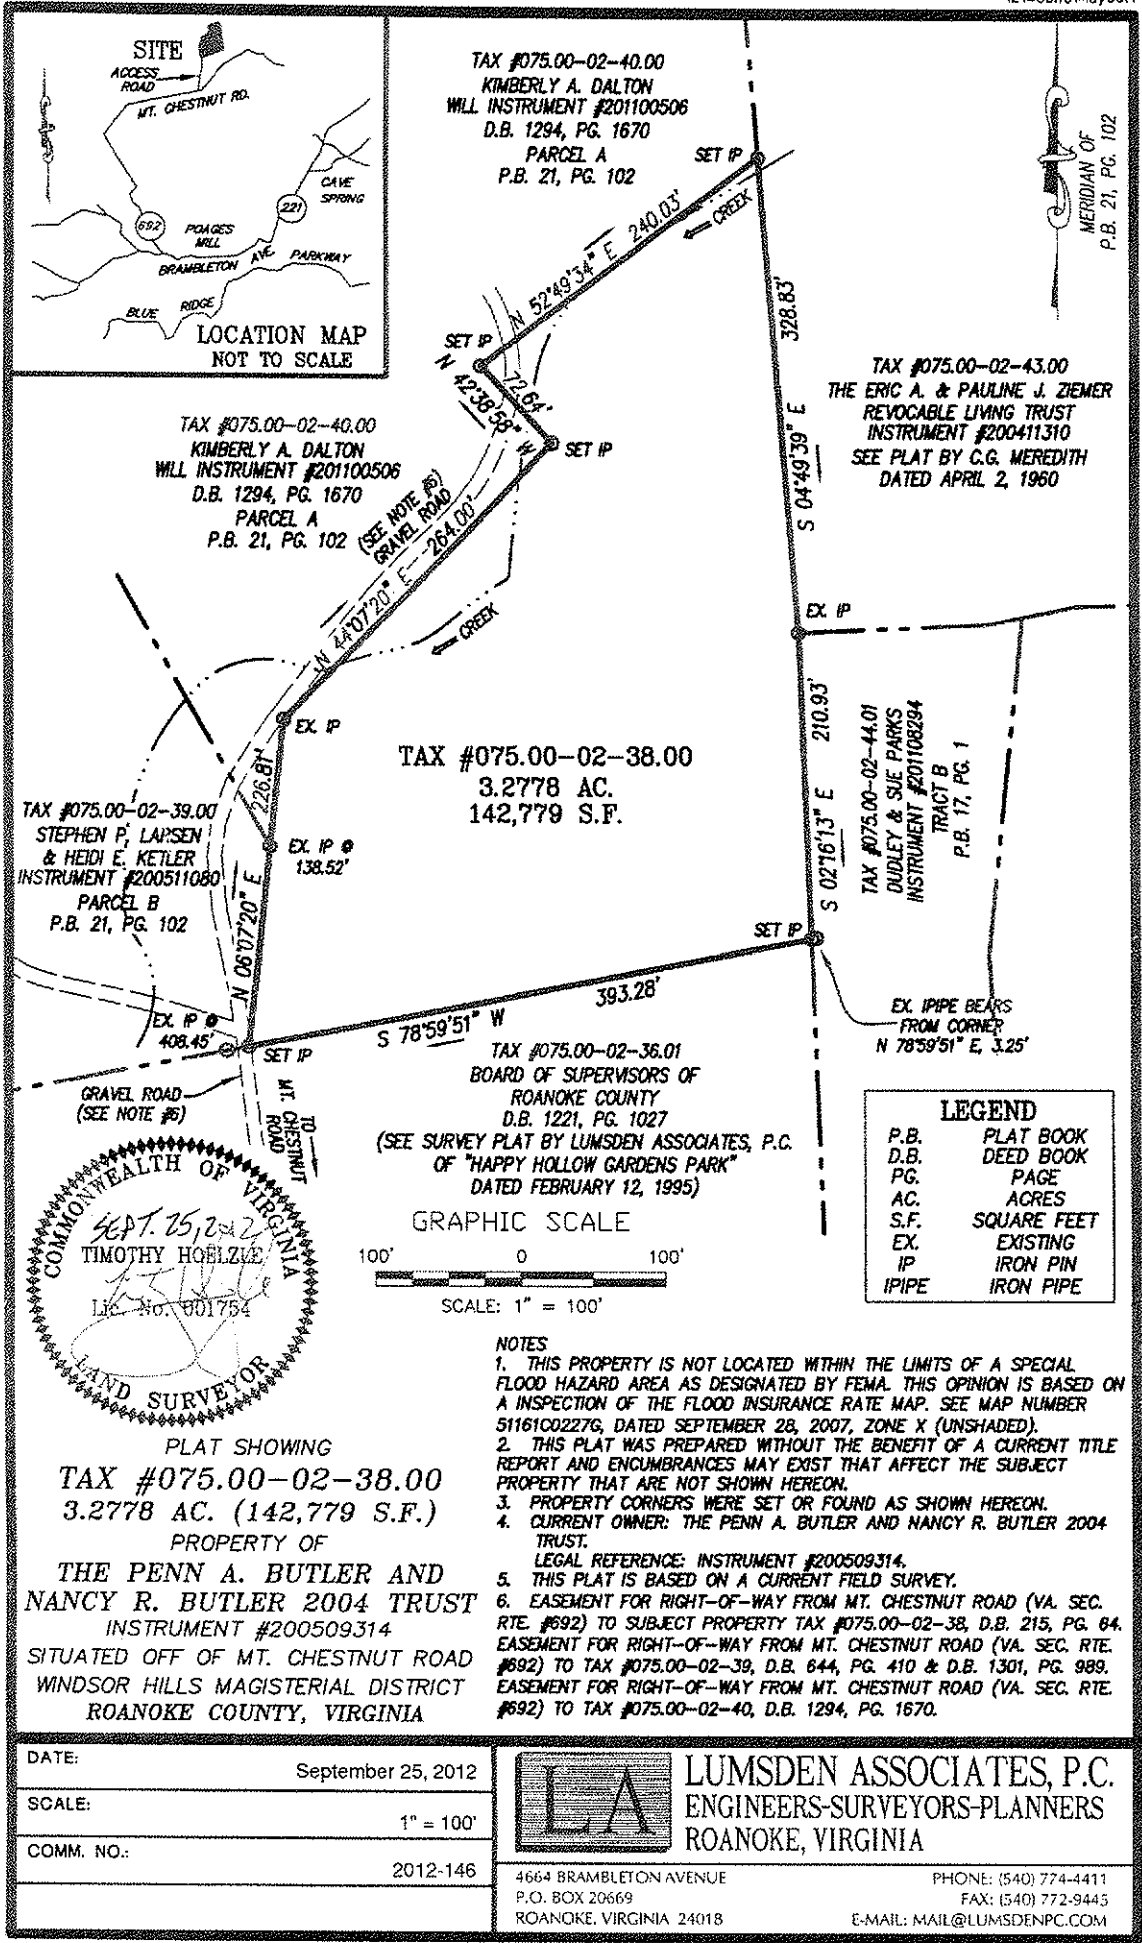 SITE
ACCESS
ROAD
MT. CHESTNUT RD.
CAVE
SPRING
221
692
POAGES
MILL
BRAMBLETON AVE.
PARKWAY
BLUE RIDGE
LOCATION MAP
NOT TO SCALE
TAX #075.00-02-40.00
KIMBERLY A. DALTON
WILL INSTRUMENT #201100506
D.B. 1294, PG. 1670
PARCEL A
P.B. 21, PG. 102
SET IP
MERIDIAN OF
P.B. 21, PG. 102
N 52°49'34" E 240.03'
CREEK
328.83'
S 04°49'39" E
SET IP
72.64'
N 42°38'58" W
SET IP
TAX #075.00-02-43.00
THE ERIC A. & PAULINE J. ZIEMER
REVOCABLE LIVING TRUST
INSTRUMENT #200411310
SEE PLAT BY C.G. MEREDITH
DATED APRIL 2, 1960
TAX #075.00-02-40.00
KIMBERLY A. DALTON
WILL INSTRUMENT #201100506
D.B. 1294, PG. 1670
PARCEL A
P.B. 21, PG. 102
(SEE NOTE #6)
GRAVEL ROAD
N 44°07'20" E 264.00'
CREEK
EX. IP
EX. IP
226.81'
N 06°07'20" E
EX. IP @
138.52'
TAX #075.00-02-38.00
3.2778 AC.
142,779 S.F.
210.93'
S 02°16'13" E
TAX #075.00-02-44.01
DUDLEY & SUE PARKS
INSTRUMENT #201108294
TRACT B
P.B. 17, PG. 1
TAX #075.00-02-39.00
STEPHEN P. LARSEN
& HEIDI E. KETLER
INSTRUMENT #200511080
PARCEL B
P.B. 21, PG. 102
SET IP
393.28'
S 78°59'51" W
EX. IPIPE BEARS
FROM CORNER
N 78°59'51" E, 3.25'
EX. IP @
408.45'
SET IP
GRAVEL ROAD
(SEE NOTE #6)
TO
MT. CHESTNUT
ROAD
TAX #075.00-02-36.01
BOARD OF SUPERVISORS OF
ROANOKE COUNTY
D.B. 1221, PG. 1027
(SEE SURVEY PLAT BY LUMSDEN ASSOCIATES, P.C.
OF "HAPPY HOLLOW GARDENS PARK"
DATED FEBRUARY 12, 1995)
LEGEND
P.B. PLAT BOOK
D.B. DEED BOOK
PG. PAGE
AC. ACRES
S.F. SQUARE FEET
EX. EXISTING
IP IRON PIN
IPIPE IRON PIPE
GRAPHIC SCALE
100' 0 100'
SCALE: 1" = 100'
COMMONWEALTH OF VIRGINIA
SEPT. 25, 2012
TIMOTHY HOELZLE
Lic. No. 001754
LAND SURVEYOR
NOTES
1. THIS PROPERTY IS NOT LOCATED WITHIN THE LIMITS OF A SPECIAL
FLOOD HAZARD AREA AS DESIGNATED BY FEMA. THIS OPINION IS BASED ON
A INSPECTION OF THE FLOOD INSURANCE RATE MAP. SEE MAP NUMBER
51161C0227G, DATED SEPTEMBER 28, 2007, ZONE X (UNSHADED).
2. THIS PLAT WAS PREPARED WITHOUT THE BENEFIT OF A CURRENT TITLE
REPORT AND ENCUMBRANCES MAY EXIST THAT AFFECT THE SUBJECT
PROPERTY THAT ARE NOT SHOWN HEREON.
3. PROPERTY CORNERS WERE SET OR FOUND AS SHOWN HEREON.
4. CURRENT OWNER: THE PENN A. BUTLER AND NANCY R. BUTLER 2004
TRUST.
LEGAL REFERENCE: INSTRUMENT #200509314.
5. THIS PLAT IS BASED ON A CURRENT FIELD SURVEY.
6. EASEMENT FOR RIGHT-OF-WAY FROM MT. CHESTNUT ROAD (VA. SEC.
RTE. #692) TO SUBJECT PROPERTY TAX #075.00-02-38, D.B. 215, PG. 64.
EASEMENT FOR RIGHT-OF-WAY FROM MT. CHESTNUT ROAD (VA. SEC. RTE.
#692) TO TAX #075.00-02-39, D.B. 644, PG. 410 & D.B. 1301, PG. 989.
EASEMENT FOR RIGHT-OF-WAY FROM MT. CHESTNUT ROAD (VA. SEC. RTE.
#692) TO TAX #075.00-02-40, D.B. 1294, PG. 1670.
PLAT SHOWING
TAX #075.00-02-38.00
3.2778 AC. (142,779 S.F.)
PROPERTY OF
THE PENN A. BUTLER AND
NANCY R. BUTLER 2004 TRUST
INSTRUMENT #200509314
SITUATED OFF OF MT. CHESTNUT ROAD
WINDSOR HILLS MAGISTERIAL DISTRICT
ROANOKE COUNTY, VIRGINIA
DATE: September 25, 2012
SCALE: 1" = 100'
COMM. NO.: 2012-146
LA
LUMSDEN ASSOCIATES, P.C.
ENGINEERS-SURVEYORS-PLANNERS
ROANOKE, VIRGINIA
4664 BRAMBLETON AVENUE
P.O. BOX 20669
ROANOKE, VIRGINIA 24018
PHONE: (540) 774-4411
FAX: (540) 772-9445
E-MAIL: MAIL@LUMSDENPC.COM